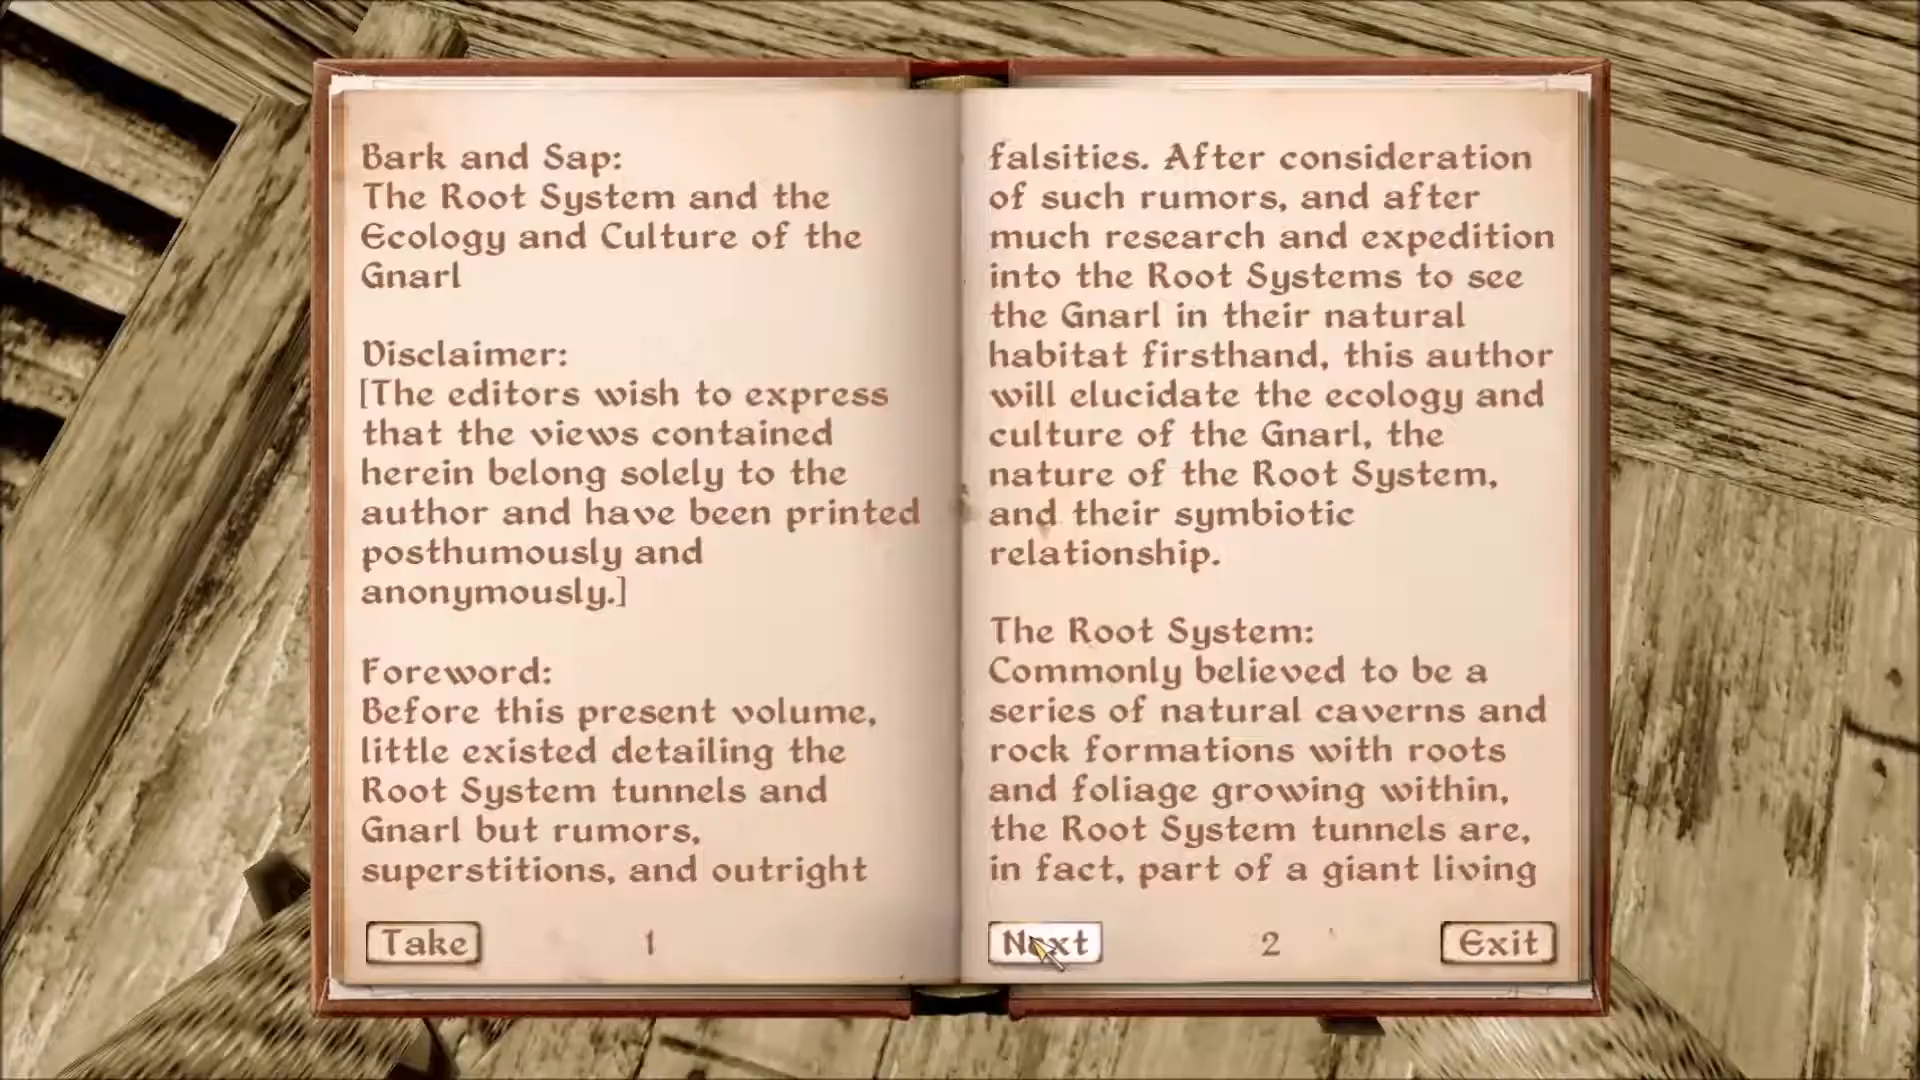 Bark and Sap:
The Root System and the
Ecology and Culture of the
Gnarl
Disclaimer:
[The editors wish to express
that the views contained
herein belong solely to the
author and have been printed
posthumously and
anonymously.]
Foreword:
Before this present volume,
little existed detailing the
Root System tunnels and
Gnarl but rumors,
superstitions, and outright
Take
1
falsities. After consideration
of such rumors, and after
much research and expedition
into the Root Systems to see
the Gnarl in their natural
habitat firsthand, this author
will elucidate the ecology and
culture of the Gnarl, the
nature of the Root System,
and their symbiotic
relationship.
The Root System:
Commonly believed to be a
series of natural caverns and
rock formations with roots
and foliage growing within,
the Root System tunnels are,
in fact, part of a giant living
Next
2
Exit